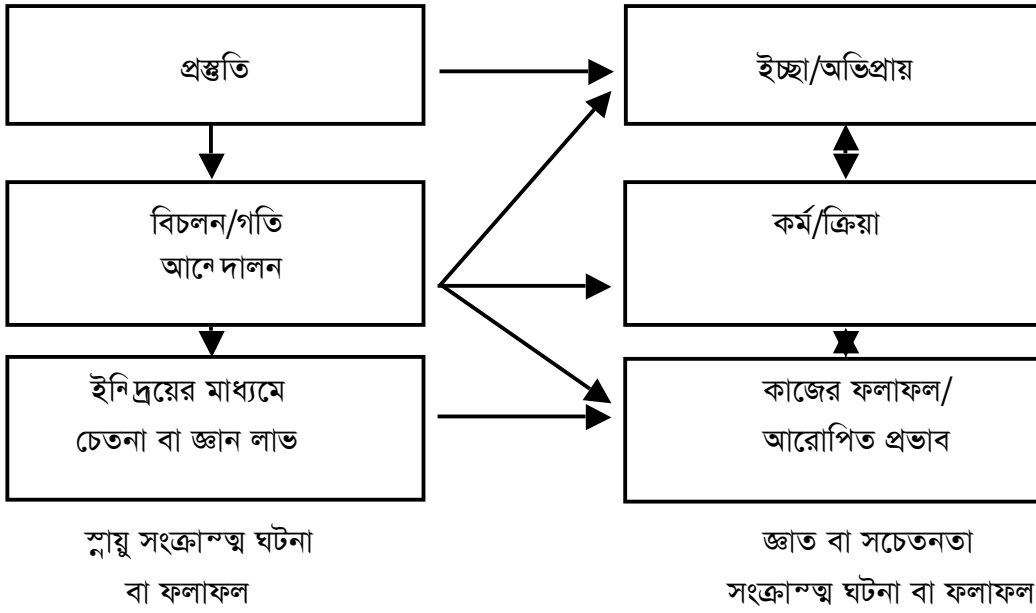 প্রস্তুতি
ইচ্ছা/অভিপ্রায়
বিচলন/গতি
আন্দোলন
কর্ম/ক্রিয়া
ইন্দ্রিয়ের মাধ্যমে
চেতনা বা জ্ঞান লাভ
কাজের ফলাফল/
আরোপিত প্রভাব
স্নায়ু সংক্রান্ত ঘটনা
বা ফলাফল
জ্ঞাত বা সচেতনতা
সংক্রান্ত ঘটনা বা ফলাফল